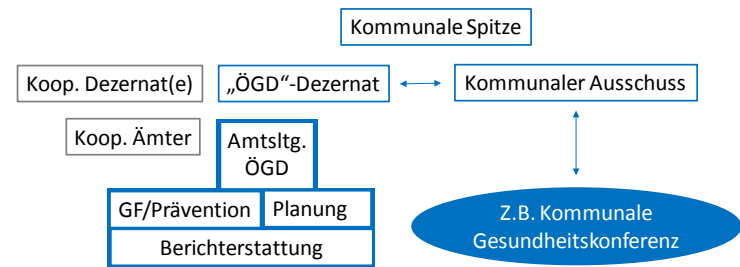 Kommunale Spitze
Koop. Dezernat(e)
„ÖGD“-Dezernat
Kommunaler Ausschuss
Koop. Ämter
Amtsltg.
ÖGD
GF/Prävention
Planung
Berichterstattung
Z.B. Kommunale
Gesundheitskonferenz